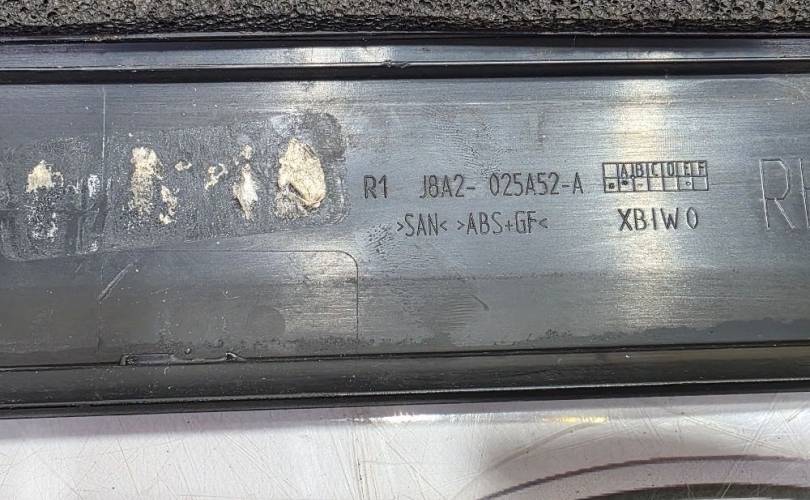 R1 J8A2- 025A52-A
>SAN< >ABS+GF<
A B C D E F
XBIW0